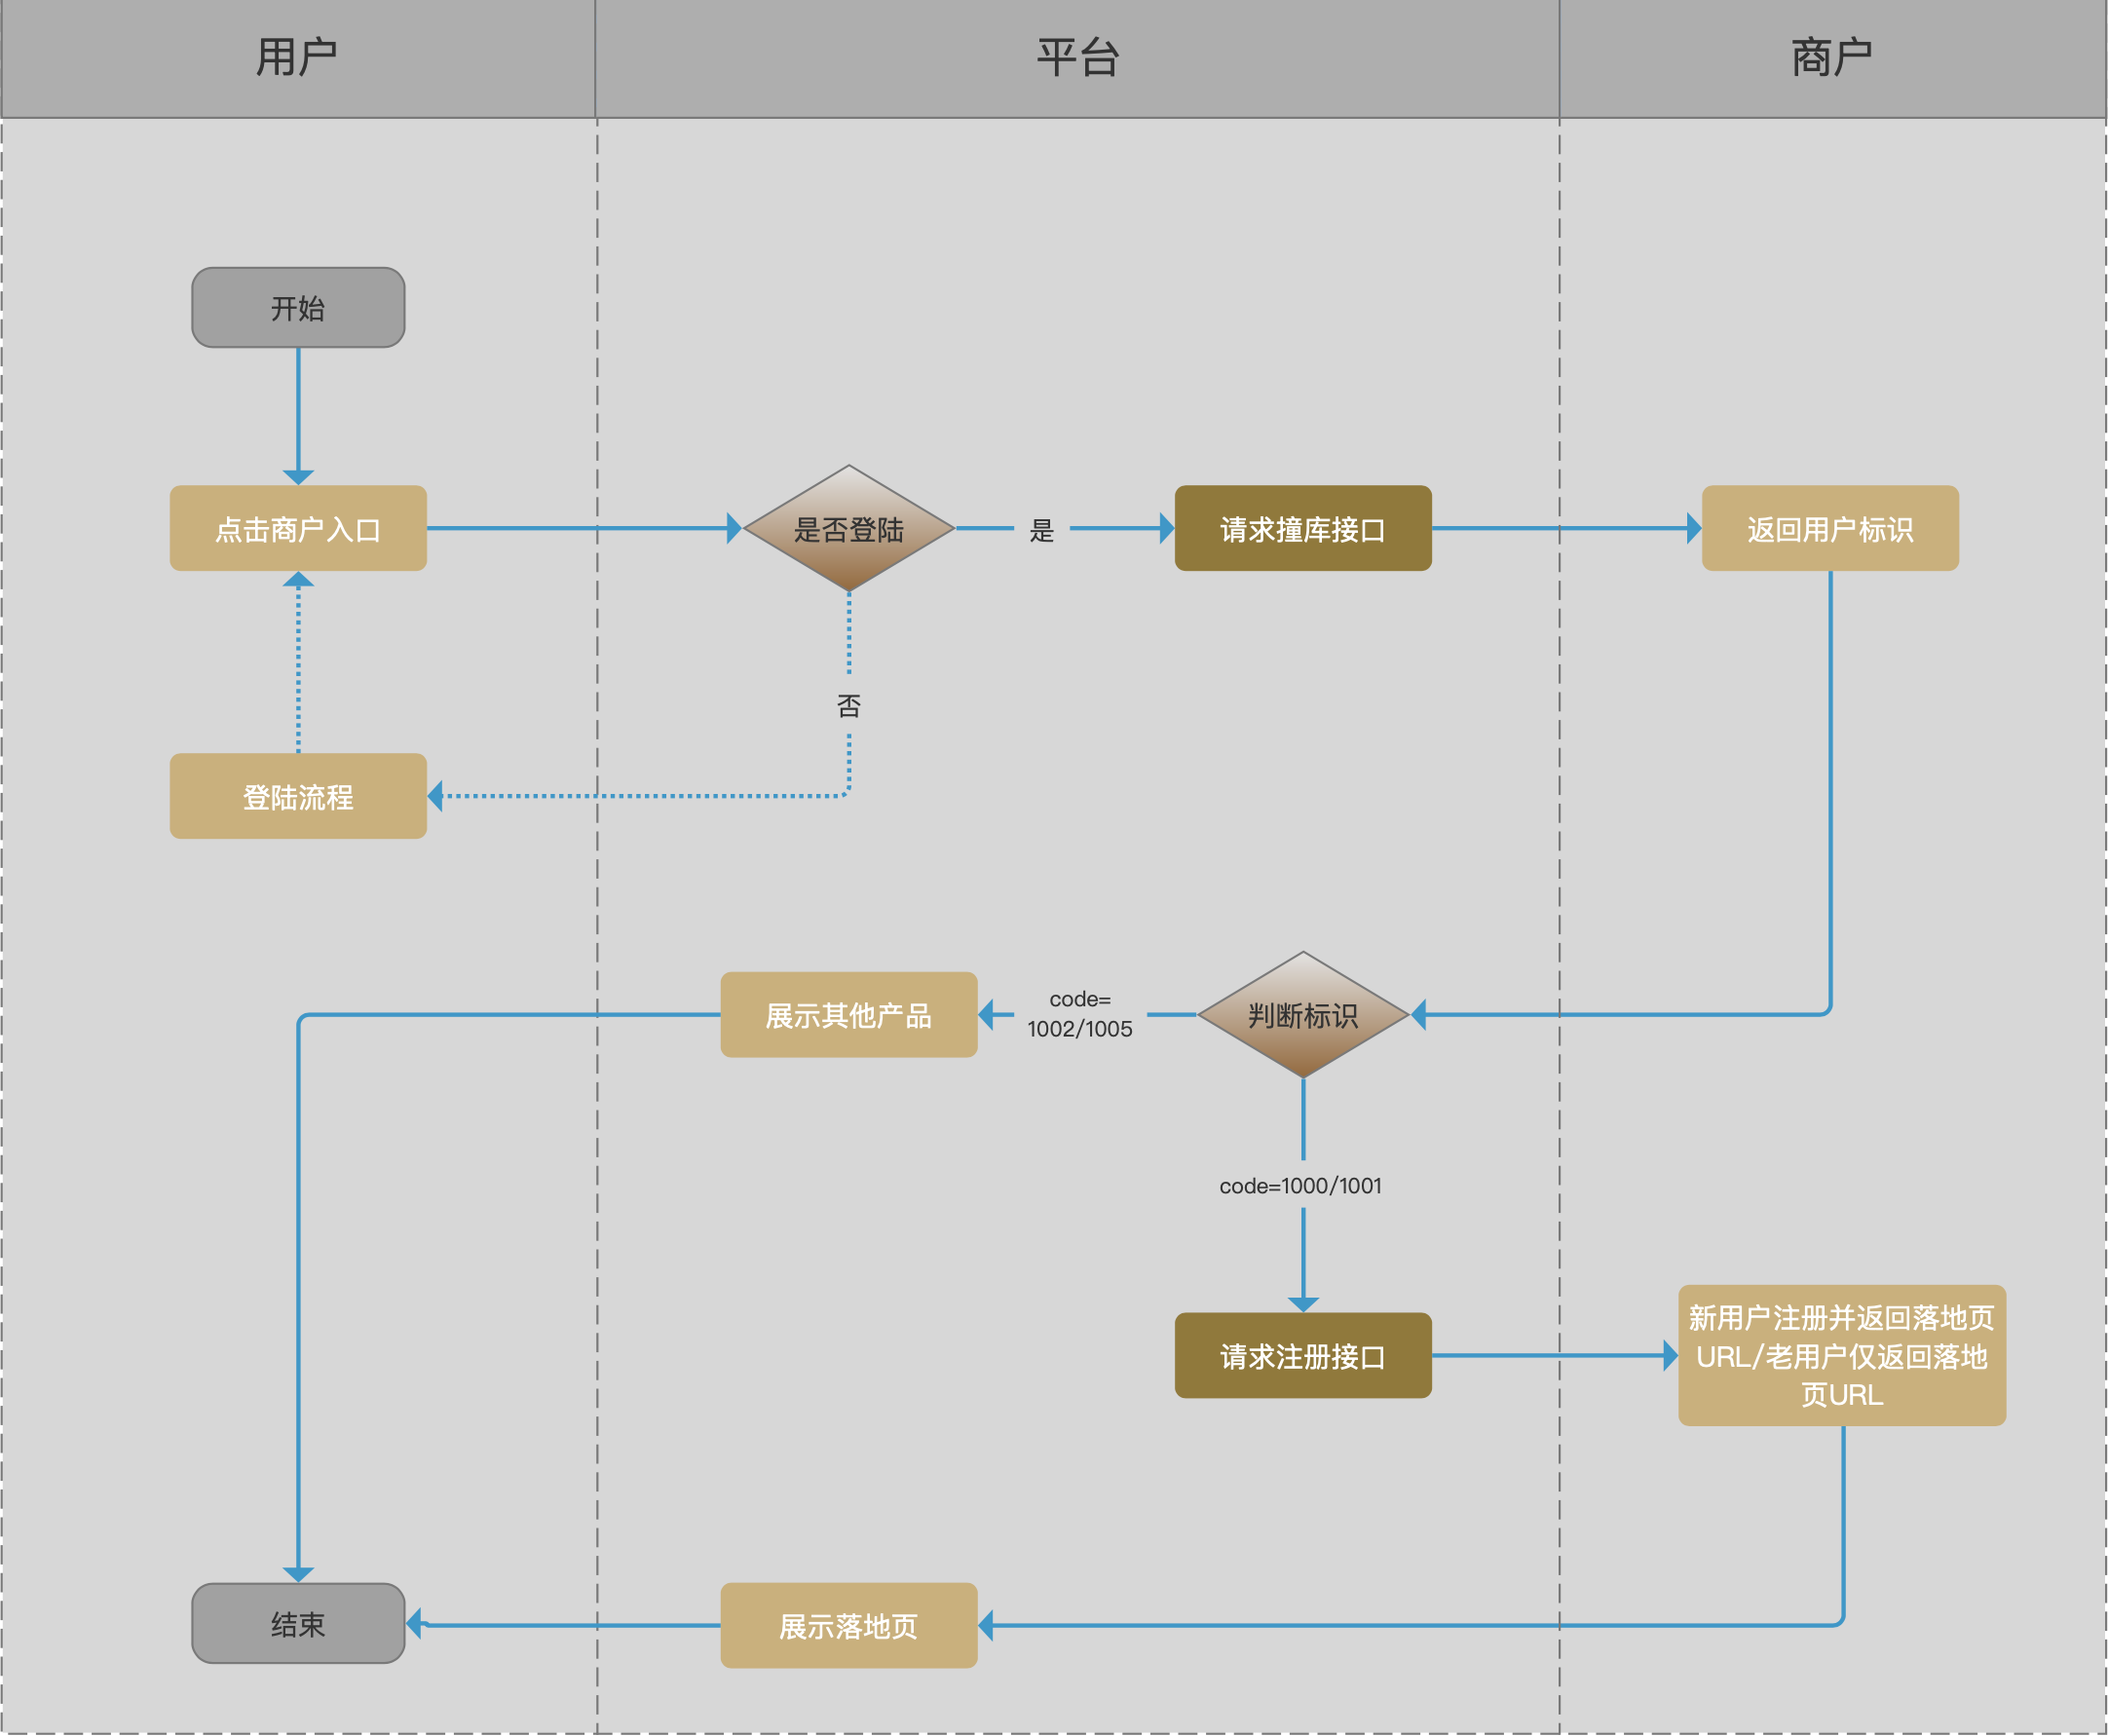 用户
平台
商户
开始
点击商户入口
是否登陆
是
请求撞库接口
返回用户标识
否
登陆流程
展示其他产品
code=
1002/1005
判断标识
code=1000/1001
请求注册接口
新用户注册并返回落地页
URL/老用户仅返回落地
页URL
结束
展示落地页